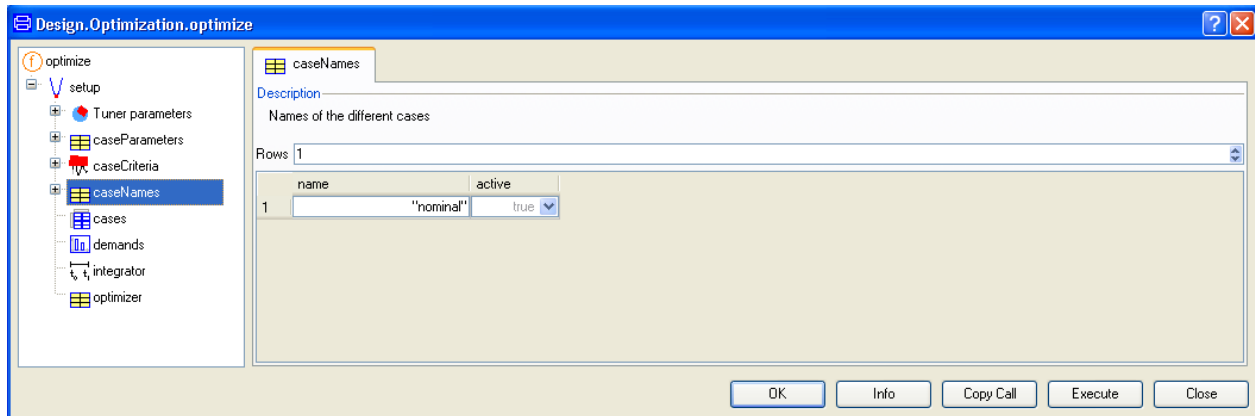 Design.Optimization.optimize
optimize
setup
Tuner parameters
caseParameters
caseCriteria
caseNames
cases
demands
integrator
optimizer
caseNames
Description
Names of the different cases
Rows 1
name active
1 "nominal" true
OK Info Copy Call Execute Close